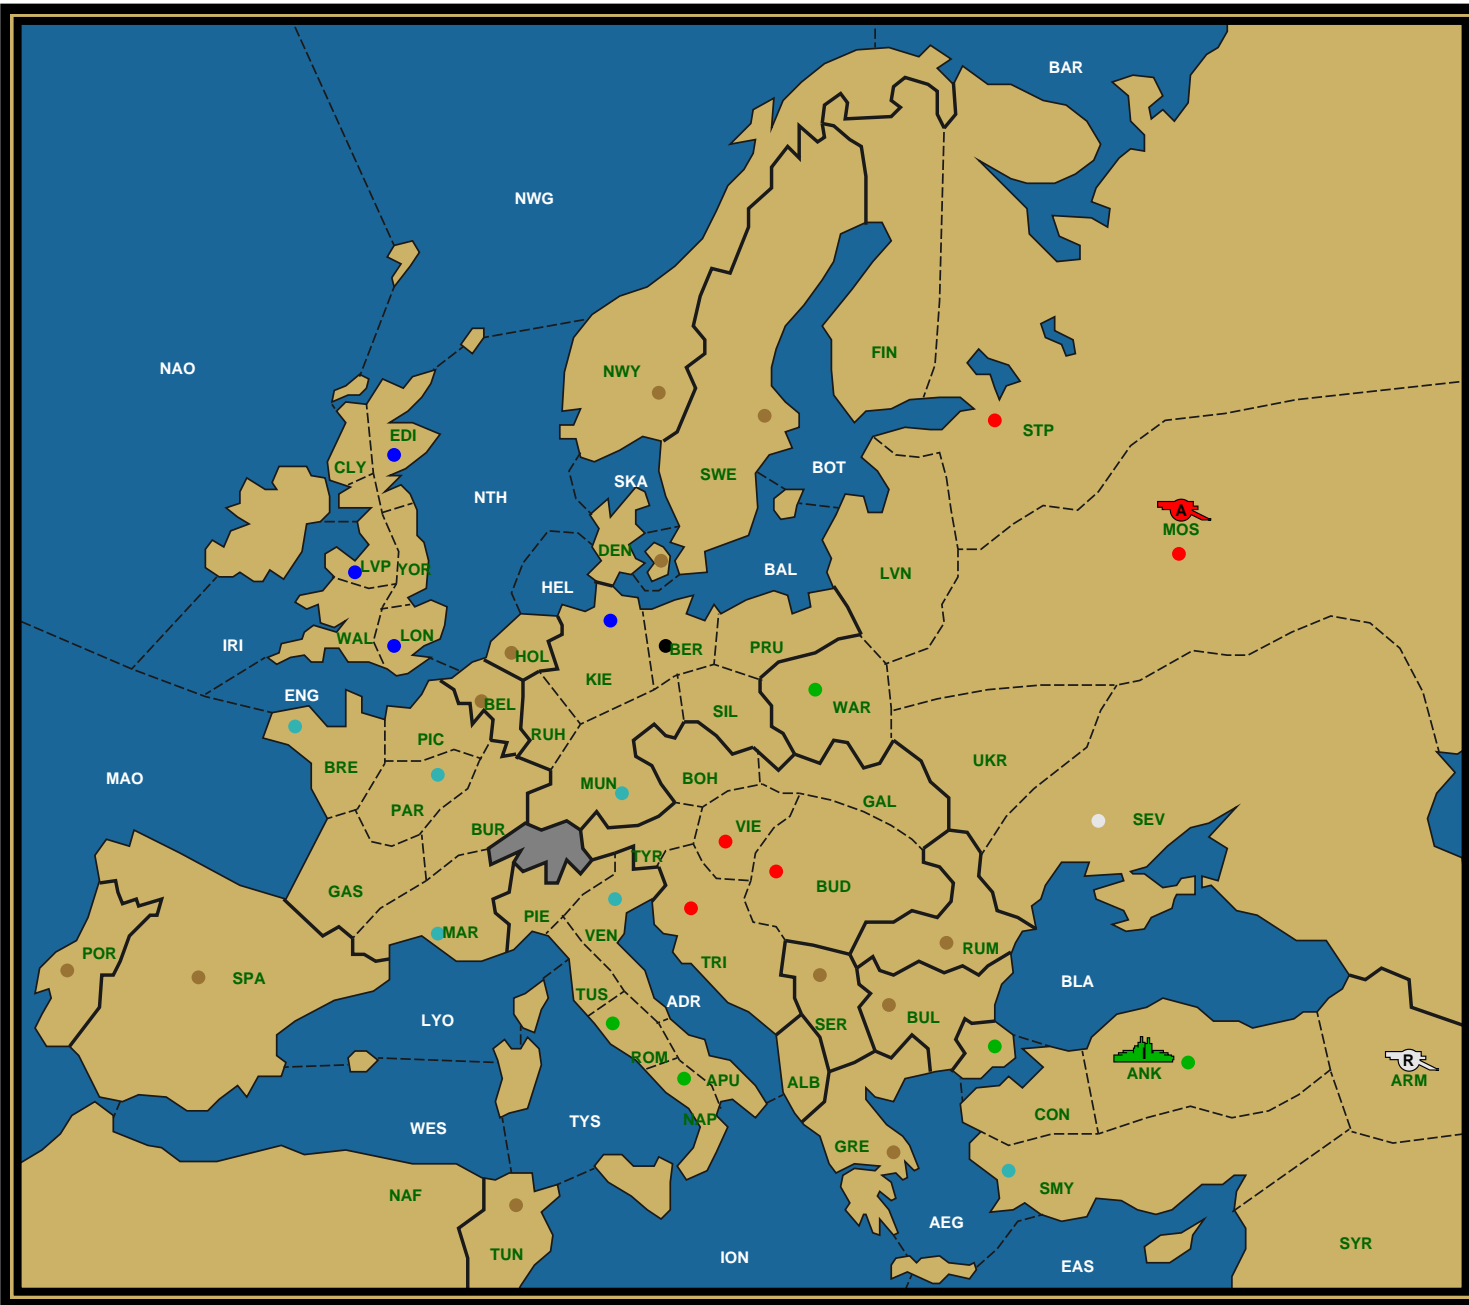 BAR
NWG
NAO
FIN
NWY
EDI
STP
CLY
SKA
SWE
BOT
NTH
A
MOS
DEN
LVP
YOR
HEL
BAL
LVN
WAL
LON
IRI
HOL
BER
PRU
KIE
ENG
BEL
SIL
WAR
PIC
RUH
BRE
UKR
MAO
MUN
BOH
PAR
GAL
BUR
VIE
SEV
TYR
GAS
BUD
PIE
MAR
VEN
POR
SPA
TRI
RUM
BLA
TUS
ADR
LYO
SER
BUL
ROM
R
ANK
APU
ALB
ARM
NAP
CON
TYS
WES
GRE
NAF
SMY
AEG
TUN
ION
EAS
SYR